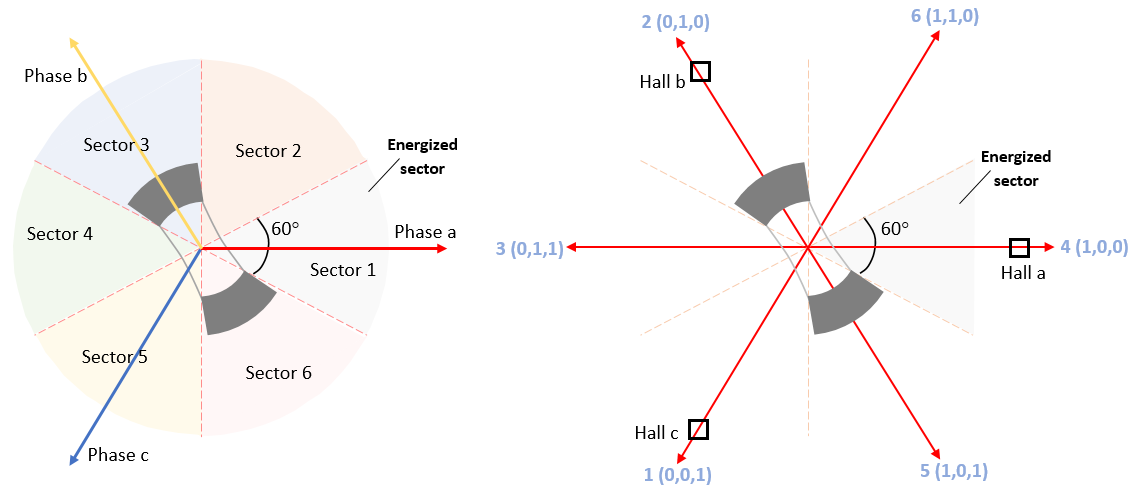 Phase b
Sector 3
Sector 2
Energized
sector
60°
Phase a
Sector 4
Sector 1
Sector 5
Sector 6
Phase c
2 (0,1,0)
6 (1,1,0)
Hall b
Energized
sector
60°
3 (0,1,1)
4 (1,0,0)
Hall a
Hall c
1 (0,0,1)
5 (1,0,1)